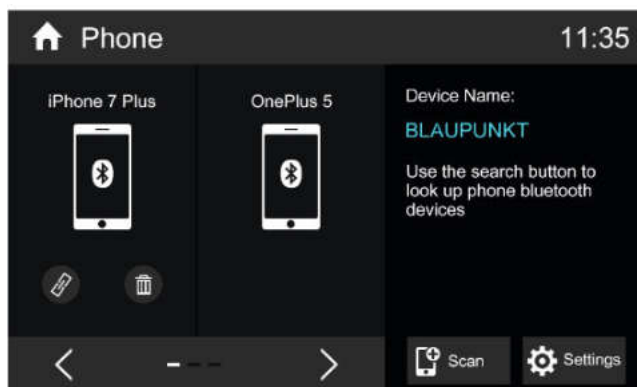 Phone
11:35
iPhone 7 Plus
OnePlus 5
Device Name:
BLAUPUNKT
Use the search button to
look up phone bluetooth
devices
Scan
Settings